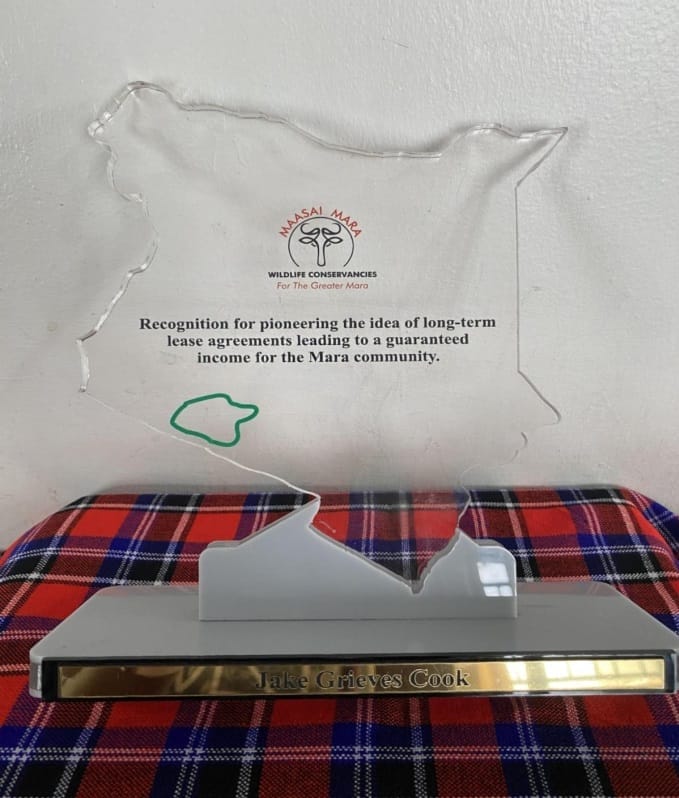 MAASAI MARA
WILDLIFE CONSERVANCIES
For The Greater Mara
Recognition for pioneering the idea of long-term
lease agreements leading to a guaranteed
income for the Mara community.
Jake Grieves Cook